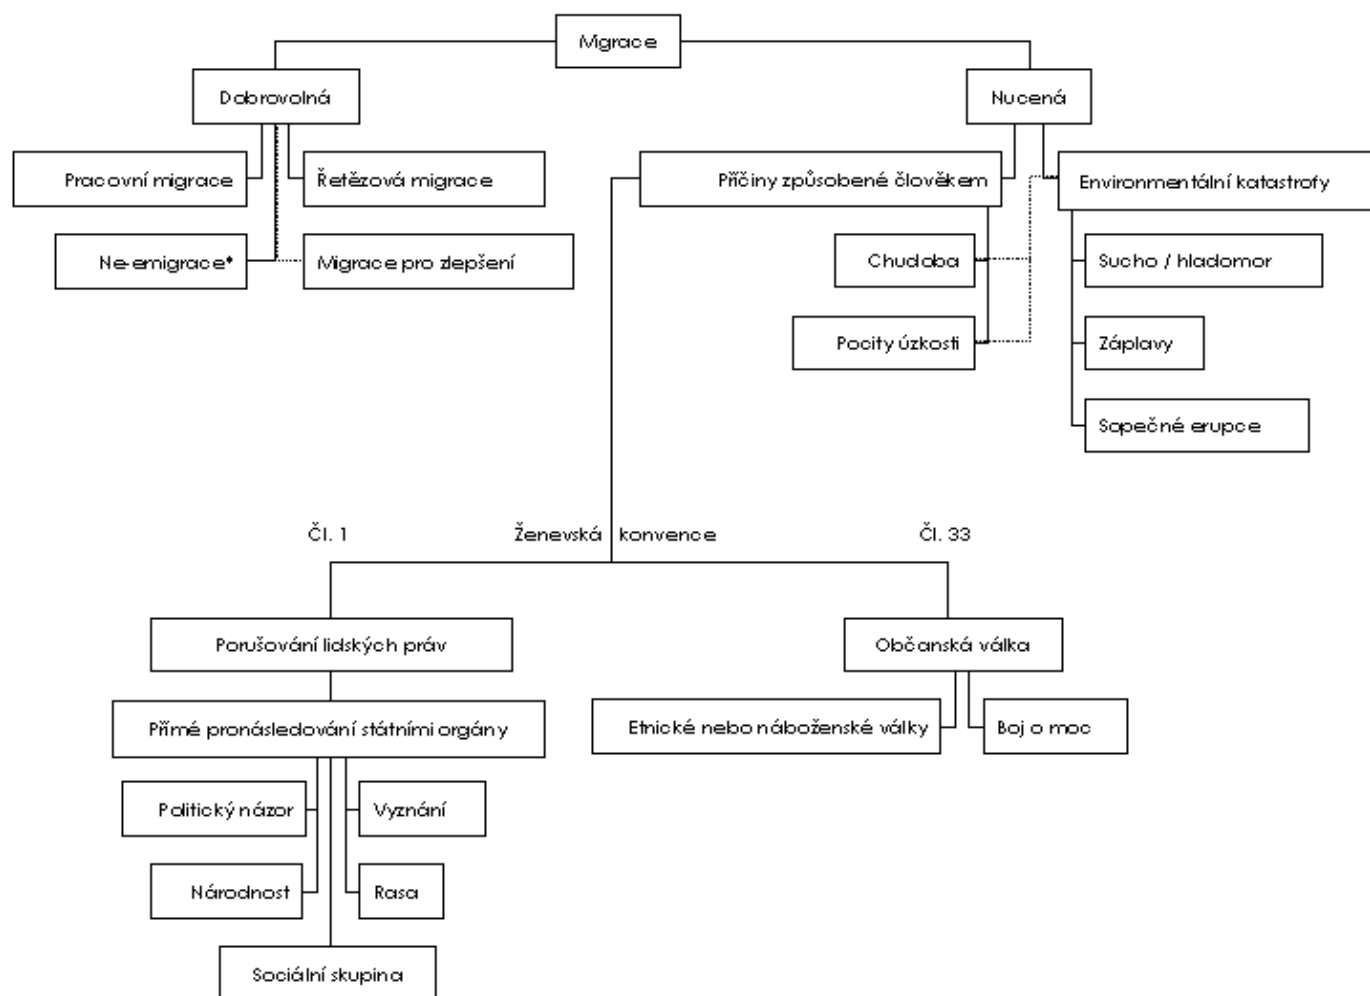 Migrace
Dobrovolná
Nucená
Pracovní migrace
Řetězová migrace
Příčiny způsobené člověkem
Environmentální katastrofy
Ne-emigrace*
Migrace pro zlepšení
Chudoba
Sucho / hladomor
Pocity úzkosti
Záplavy
Sopečné erupce
Čl. 1
Ženevská konvence
Čl. 33
Porušování lidských práv
Občanská válka
Přímé pronásledování státními orgány
Etnické nebo náboženské války
Boj o moc
Politický názor
Vyznání
Národnost
Rasa
Sociální skupina